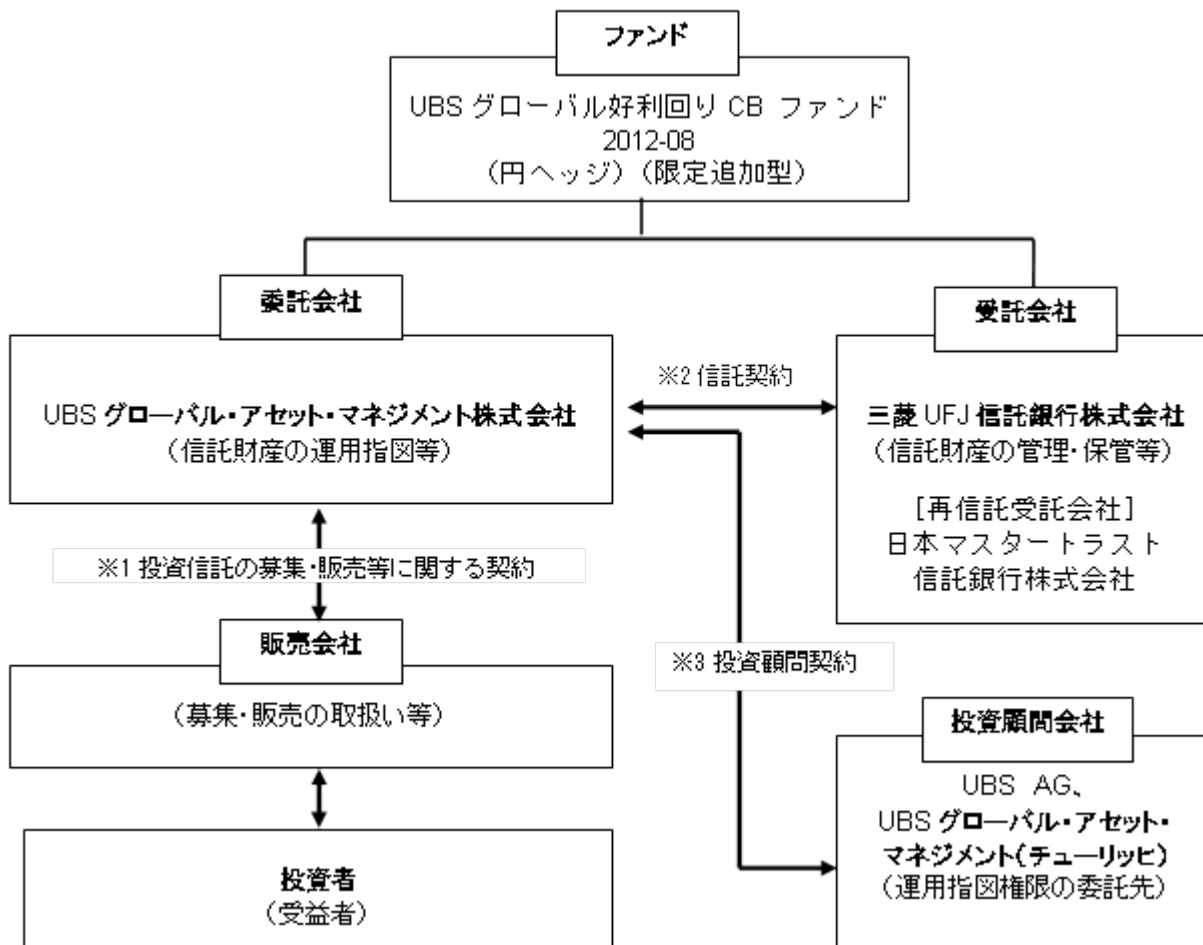 ファンド
UBS グローバル好利回り CB ファンド
2012-08
（円ヘッジ）（限定追加型）
委託会社
UBS グローバル・アセット・マネジメント株式会社
（信託財産の運用指図等）
※2 信託契約
受託会社
三菱 UFJ 信託銀行株式会社
（信託財産の管理・保管等）
［再信託受託会社］
日本マスタートラスト
信託銀行株式会社
※1 投資信託の募集・販売等に関する契約
販売会社
（募集・販売の取扱い等）
※3 投資顧問契約
投資顧問会社
UBS AG、
UBS グローバル・アセット・
マネジメント（チューリッヒ）
（運用指図権限の委託先）
投資者
（受益者）